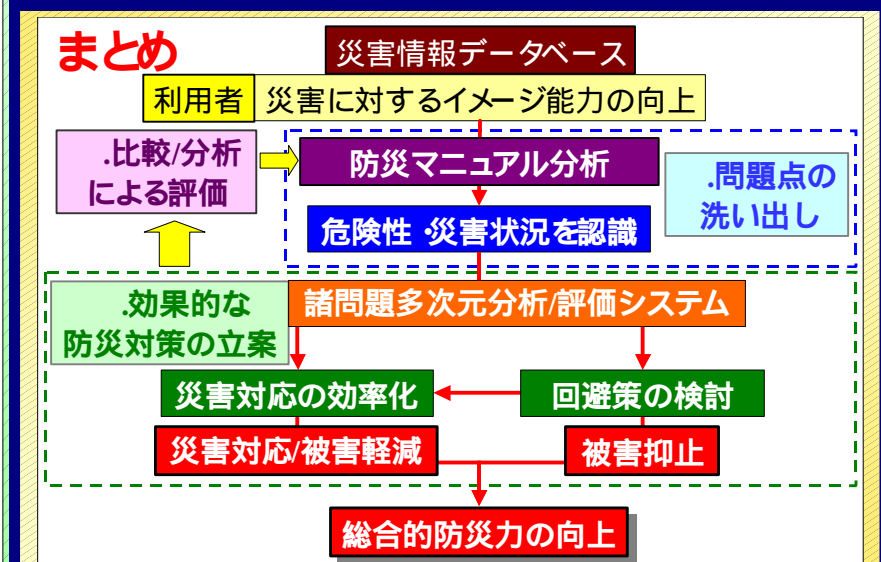 まとめ
災害情報データベース
利用者
災害に対するイメージ能力の向上
.比較/分析
による評価
防災マニュアル分析
.問題点の
洗い出し
危険性・災害状況を認識
.効果的な
防災対策の立案
諸問題多次元分析/評価システム
災害対応の効率化
回避策の検討
災害対応/被害軽減
被害抑止
総合的防災力の向上